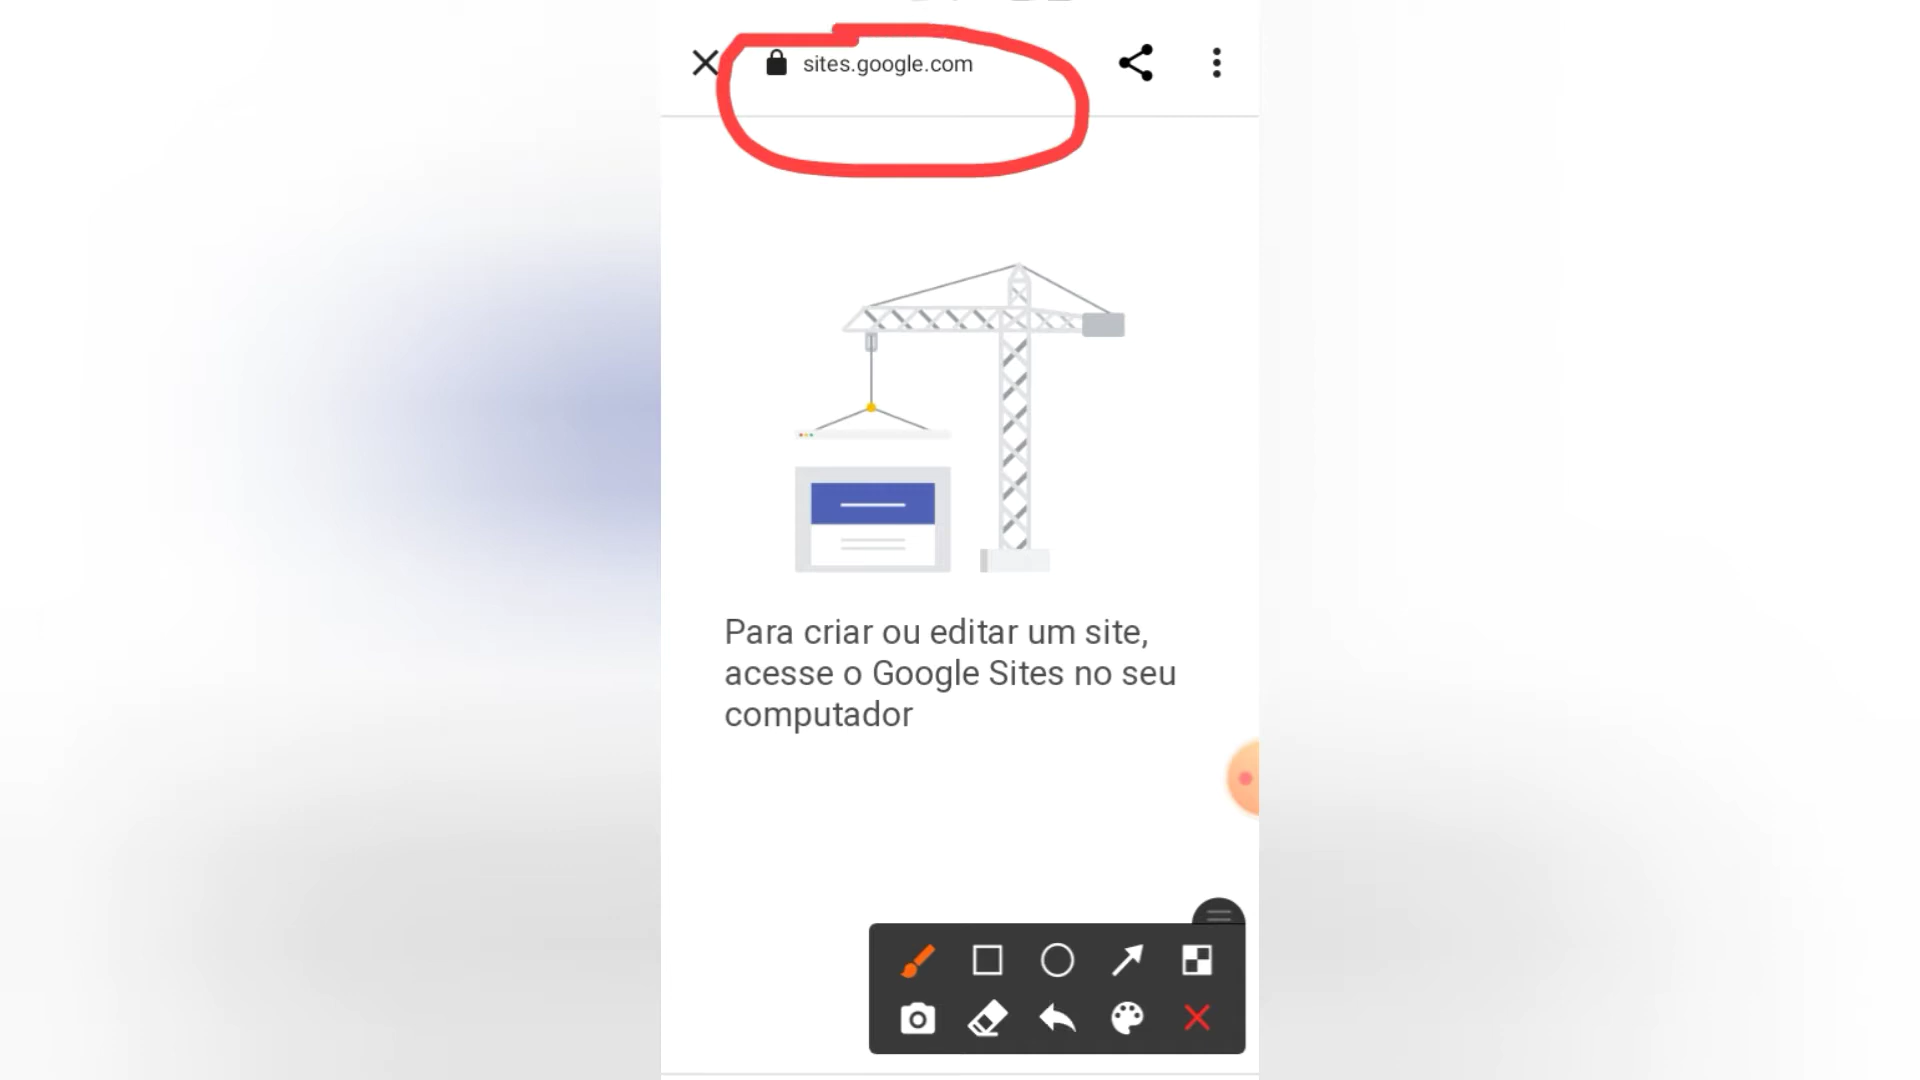 sites.google.com
Para criar ou editar um site,
acesse o Google Sites no seu
computador